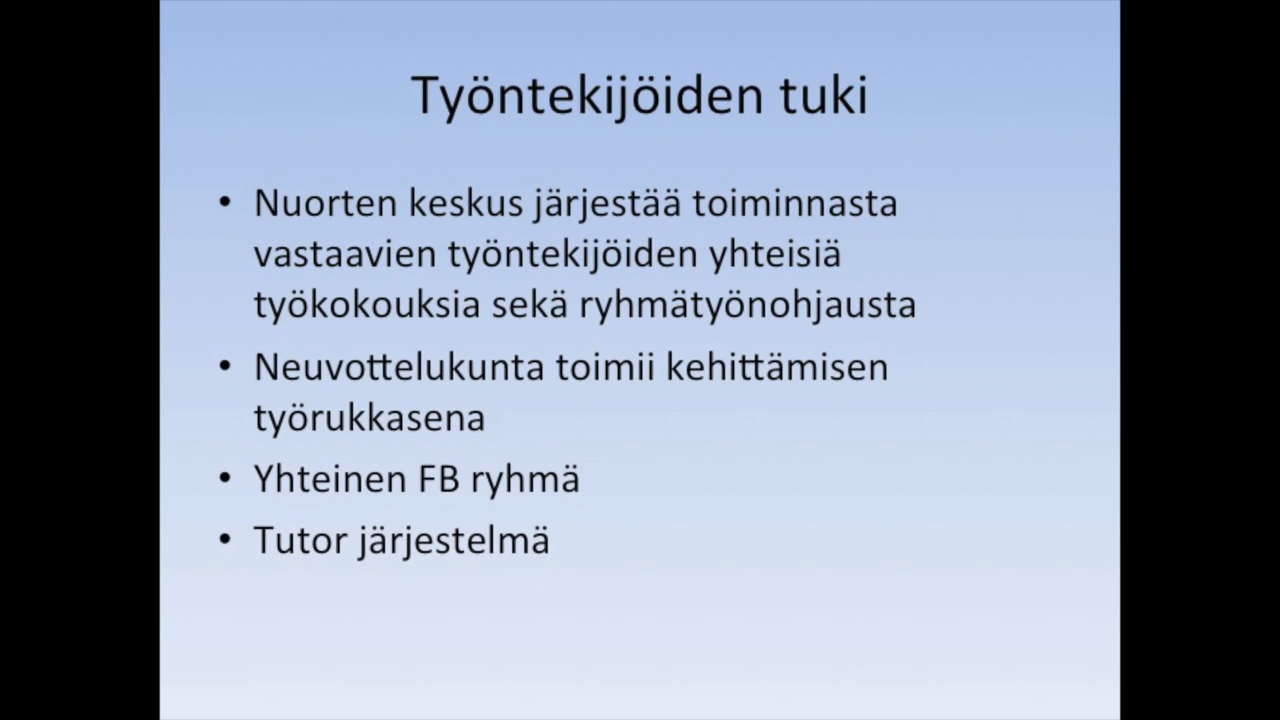 Työntekijöiden tuki
• Nuorten keskus järjestää toiminnasta
vastaavien työntekijöiden yhteisiä
työkokouksia sekä ryhmätyönohjausta
• Neuvottelukunta toimii kehittämisen
työrukkasena
• Yhteinen FB ryhmä
• Tutor järjestelmä